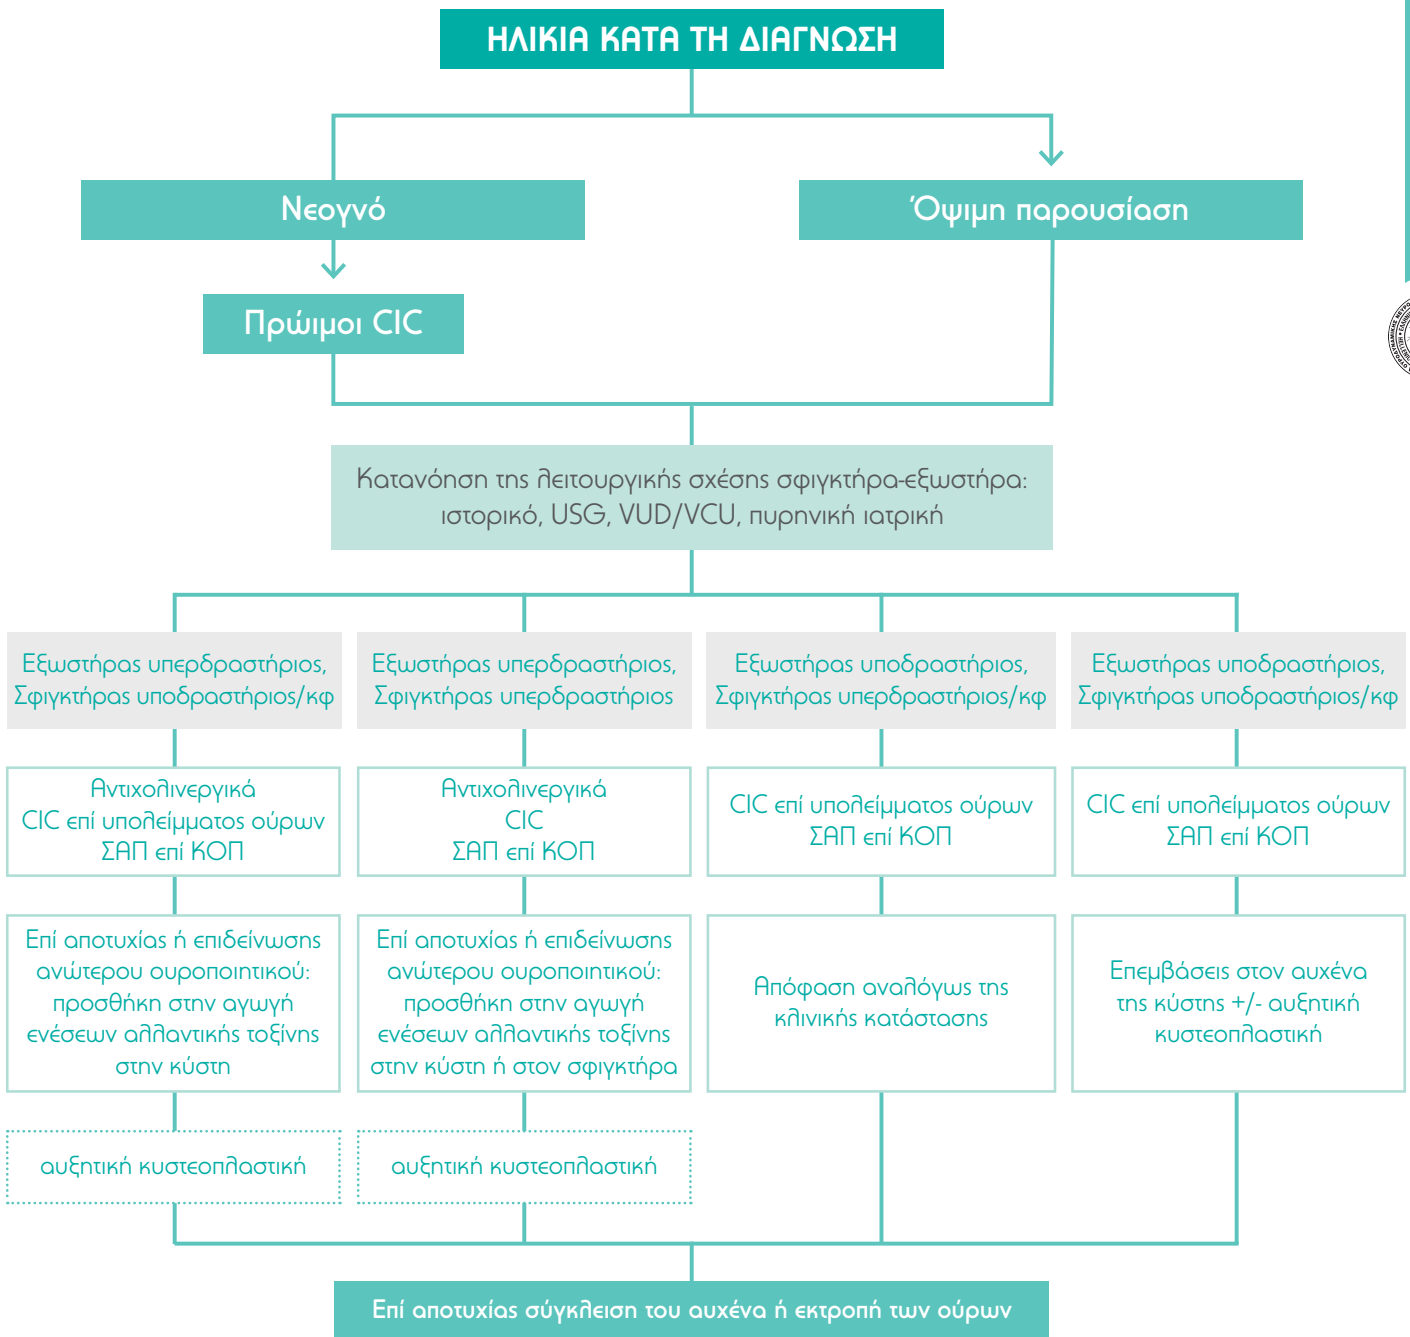 ΗΛΙΚΙΑ ΚΑΤΑ ΤΗ ΔΙΑΓΝΩΣΗ
Νεογνό
Όψιμη παρουσίαση
Πρώιμοι CIC
Κατανόηση της λειτουργικής σχέσης σφιγκτήρα-εξωστήρα:
ιστορικό, USG, VUD/VCU, πυρηνική ιατρική
Εξωστήρας υπερδραστήριος,
Σφιγκτήρας υποδραστήριος/κφ
Εξωστήρας υπερδραστήριος,
Σφιγκτήρας υπερδραστήριος
Εξωστήρας υποδραστήριος,
Σφιγκτήρας υπερδραστήριος/κφ
Εξωστήρας υποδραστήριος,
Σφιγκτήρας υποδραστήριος/κφ
Αντιχολινεργικά
CIC επί υπολείμματος ούρων
ΣΑΠ επί ΚΟΠ
Αντιχολινεργικά
CIC
ΣΑΠ επί ΚΟΠ
CIC επί υπολείμματος ούρων
ΣΑΠ επί ΚΟΠ
CIC επί υπολείμματος ούρων
ΣΑΠ επί ΚΟΠ
Επί αποτυχίας ή επιδείνωσης
ανώτερου ουροποιητικού:
προσθήκη στην αγωγή
ενέσεων αλλαντικής τοξίνης
στην κύστη
Επί αποτυχίας ή επιδείνωσης
ανώτερου ουροποιητικού:
προσθήκη στην αγωγή
ενέσεων αλλαντικής τοξίνης
στην κύστη ή στον σφιγκτήρα
Απόφαση αναλόγως της
κλινικής κατάστασης
Επεμβάσεις στον αυχένα
της κύστης +/- αυξητική
κυστεοπλαστική
αυξητική κυστεοπλαστική
αυξητική κυστεοπλαστική
Επί αποτυχίας σύγκλειση του αυχένα ή εκτροπή των ούρων